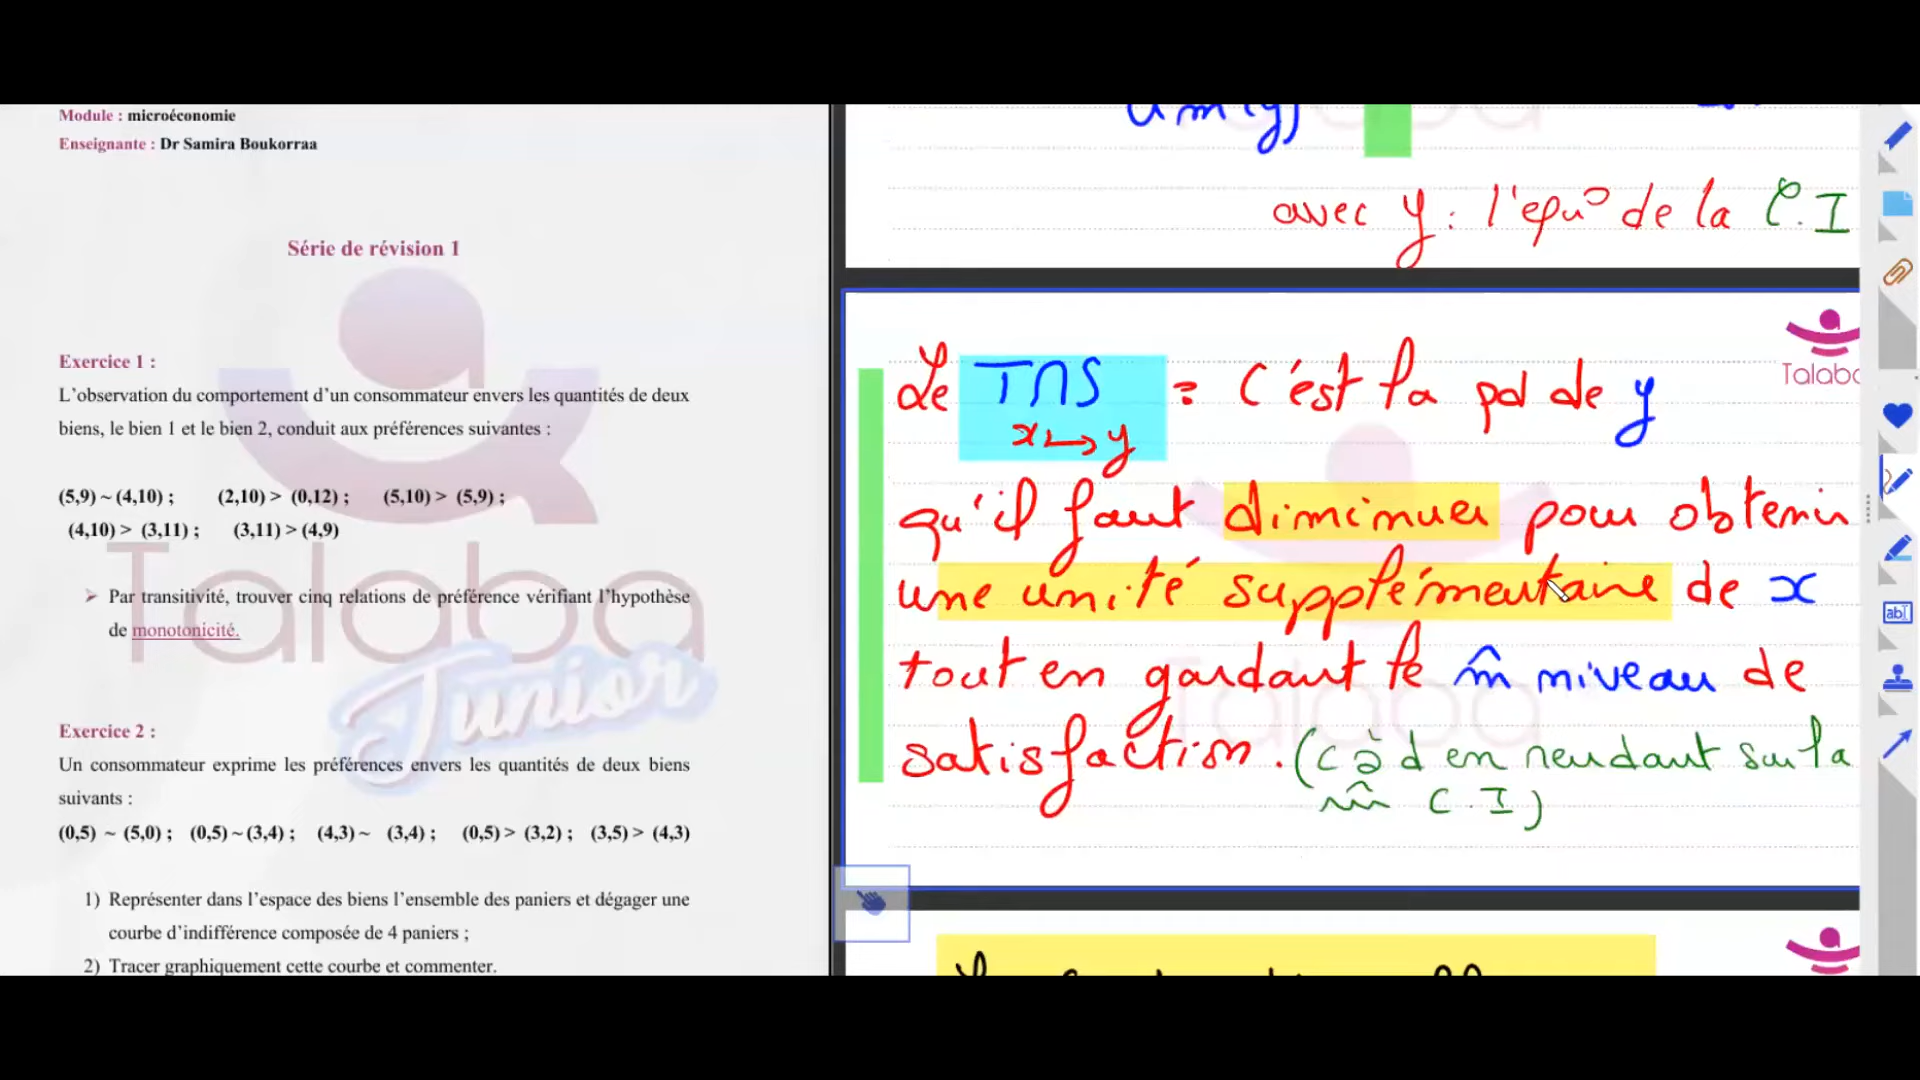 Module : microéconomie
Enseignante : Dr Samira Boukorraa
Série de révision 1
Exercice 1 :
L’observation du comportement d’un consommateur envers les quantités de deux
biens, le bien 1 et le bien 2, conduit aux préférences suivantes :
(5,9) ~ (4,10) ; (2,10) > (0,12) ; (5,10) > (5,9) ;
(4,10) > (3,11) ; (3,11) > (4,9)
➢ Par transitivité, trouver cinq relations de préférence vérifiant l’hypothèse
de monotonicité.
Exercice 2 :
Un consommateur exprime les préférences envers les quantités de deux biens
suivants :
(0,5) ~ (5,0) ; (0,5) ~ (3,4) ; (4,3) ~ (3,4) ; (0,5) > (3,2) ; (3,5) > (4,3)
1) Représenter dans l’espace des biens l’ensemble des paniers et dégager une
courbe d’indifférence composée de 4 paniers ;
2) Tracer graphiquement cette courbe et commenter.
Talaba
Junior
Um(y)
avec y : l'equ° de la C.I
Talaba
Le TMS = C'est la pd de y
x ↦ y
qu'il faut diminuer pour obtenir
une unité supplémentaire de x
tout en gardant le m̂ niveau de
satisfaction. (c à d en rendant sur la
m̂ C.I)
ab